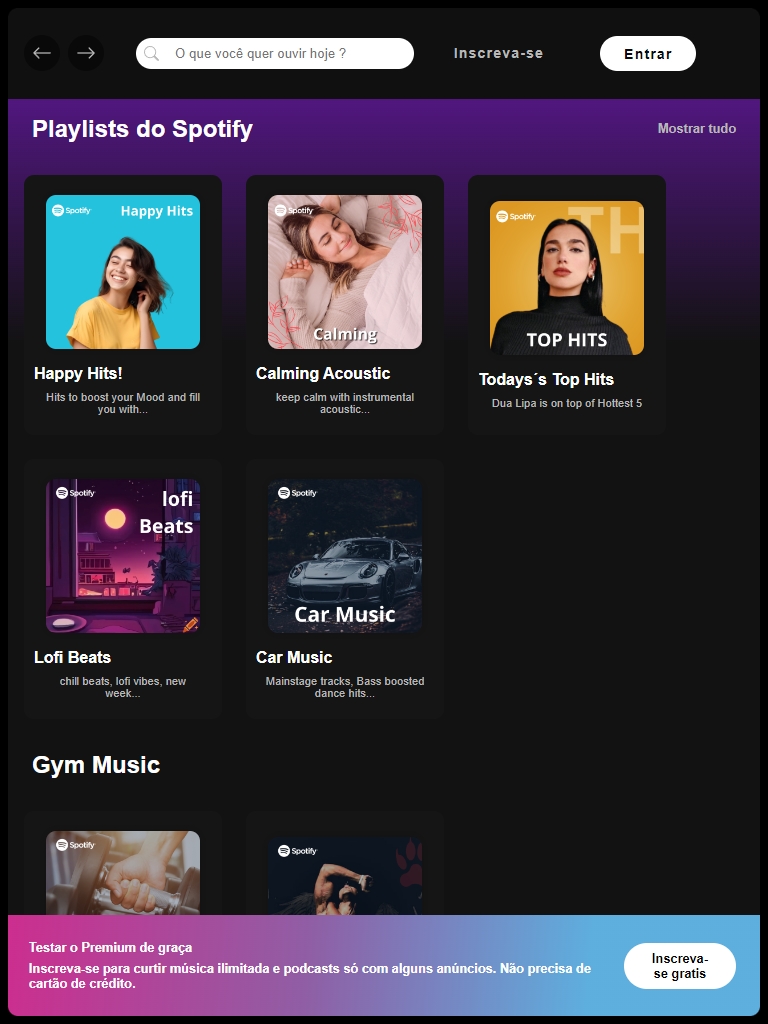 O que você quer ouvir hoje ?
Inscreva-se
Entrar
Playlists do Spotify
Mostrar tudo
Spotify
Happy Hits
Happy Hits!
Hits to boost your Mood and fill
you with...
Spotify
Calming
Calming Acoustic
keep calm with instrumental
acoustic...
Spotify
TH
TOP HITS
Todays´s Top Hits
Dua Lipa is on top of Hottest 5
Spotify
lofi
Beats
Lofi Beats
chill beats, lofi vibes, new
week...
Spotify
Car Music
Car Music
Mainstage tracks, Bass boosted
dance hits...
Gym Music
Spotify
Spotify
Testar o Premium de graça
Inscreva-se para curtir música ilimitada e podcasts só com alguns anúncios. Não precisa de
cartão de crédito.
Inscreva-
se gratis